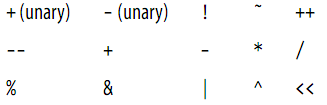 + (unary) – (unary) ! ~ ++
-- + – * /
% & | ^ <<